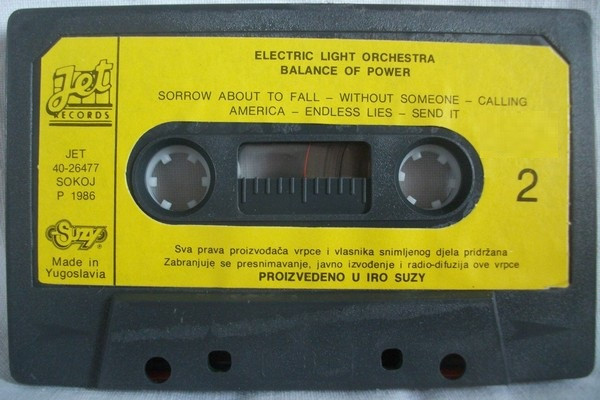 ELECTRIC LIGHT ORCHESTRA
BALANCE OF POWER
SORROW ABOUT TO FALL – WITHOUT SOMEONE – CALLING
AMERICA – ENDLESS LIES – SEND IT
Jet
RECORDS
JET
40-26477
SOKOJ
P 1986
2
Suzy
®
Made in
Yugoslavia
Sva prava proizvođača vrpce i vlasnika snimljenog djela pridržana
Zabranjuje se presnimavanje, javno izvođenje i radio-difuzija ove vrpce
PROIZVEDENO U IRO SUZY